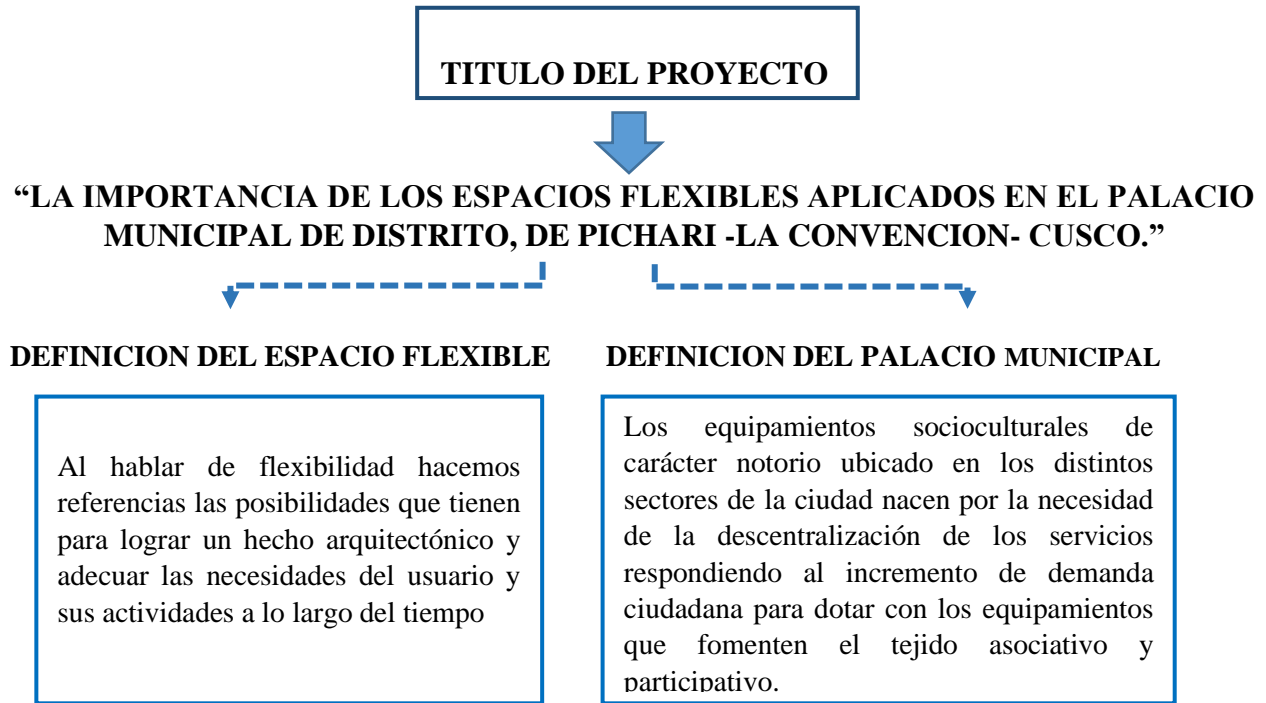 TITULO DEL PROYECTO
“LA IMPORTANCIA DE LOS ESPACIOS FLEXIBLES APLICADOS EN EL PALACIO
MUNICIPAL DE DISTRITO, DE PICHARI -LA CONVENCION- CUSCO.”
DEFINICION DEL ESPACIO FLEXIBLE
Al hablar de flexibilidad hacemos
referencias las posibilidades que tienen
para lograr un hecho arquitectónico y
adecuar las necesidades del usuario y
sus actividades a lo largo del tiempo
DEFINICION DEL PALACIO MUNICIPAL
Los equipamientos socioculturales de
carácter notorio ubicado en los distintos
sectores de la ciudad nacen por la necesidad
de la descentralización de los servicios
respondiendo al incremento de demanda
ciudadana para dotar con los equipamientos
que fomenten el tejido asociativo y
participativo.